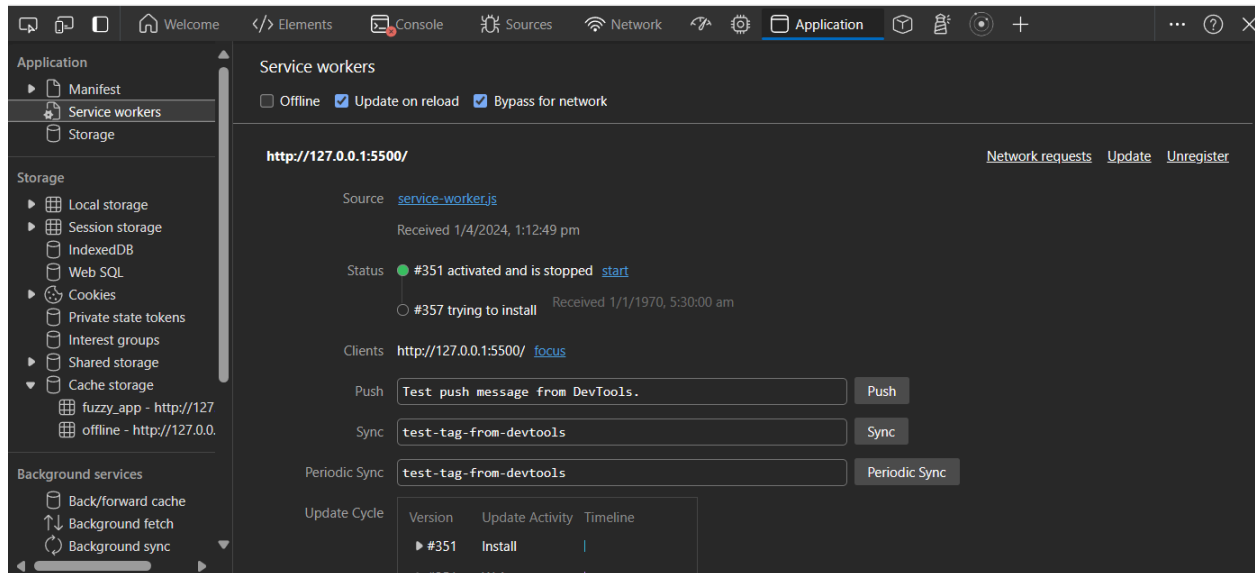 Welcome Elements Console Sources Network Application
Application
Manifest
Service workers
Storage
Storage
Local storage
Session storage
IndexedDB
Web SQL
Cookies
Private state tokens
Interest groups
Shared storage
Cache storage
fuzzy_app - http://127
offline - http://127.0.0.
Background services
Back/forward cache
Background fetch
Background sync
Service workers
Offline Update on reload Bypass for network
http://127.0.0.1:5500/ Network requests Update Unregister
Source service-worker.js
Received 1/4/2024, 1:12:49 pm
Status #351 activated and is stopped start
#357 trying to install Received 1/1/1970, 5:30:00 am
Clients http://127.0.0.1:5500/ focus
Push Test push message from DevTools. Push
Sync test-tag-from-devtools Sync
Periodic Sync test-tag-from-devtools Periodic Sync
Update Cycle Version Update Activity Timeline
#351 Install